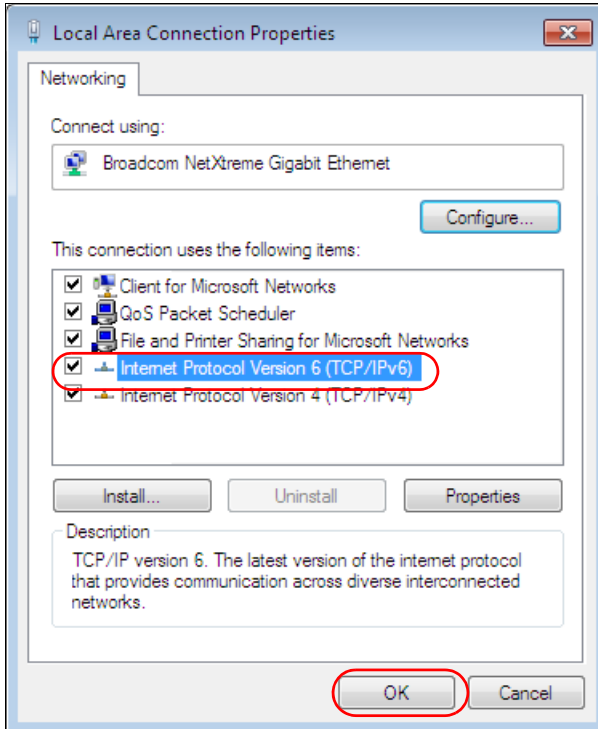 Local Area Connection Properties
Networking
Connect using:
Broadcom NetXtreme Gigabit Ethernet
Configure...
This connection uses the following items:
Client for Microsoft Networks
QoS Packet Scheduler
File and Printer Sharing for Microsoft Networks
Internet Protocol Version 6 (TCP/IPv6)
Internet Protocol Version 4 (TCP/IPv4)
Install...
Uninstall
Properties
Description
TCP/IP version 6. The latest version of the internet protocol
that provides communication across diverse interconnected
networks.
OK
Cancel